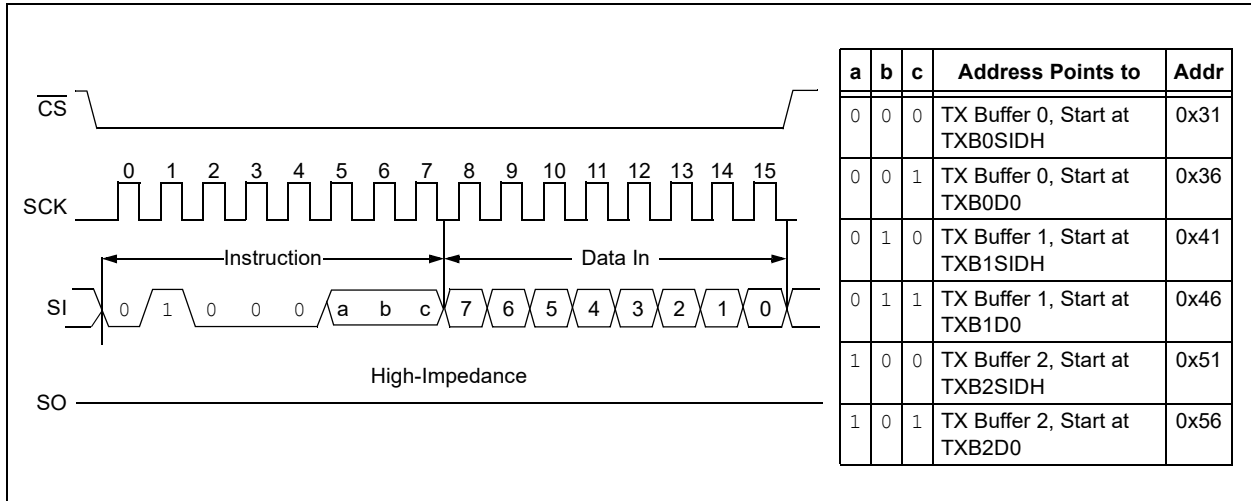 CS
SCK
0 1 2 3 4 5 6 7 8 9 10 11 12 13 14 15
Instruction Data In
SI 0 1 0 0 0 a b c 7 6 5 4 3 2 1 0
High-Impedance
SO
a b c Address Points to Addr
0 0 0 TX Buffer 0, Start at 0x31
TXB0SIDH
0 0 1 TX Buffer 0, Start at 0x36
TXB0D0
0 1 0 TX Buffer 1, Start at 0x41
TXB1SIDH
0 1 1 TX Buffer 1, Start at 0x46
TXB1D0
1 0 0 TX Buffer 2, Start at 0x51
TXB2SIDH
1 0 1 TX Buffer 2, Start at 0x56
TXB2D0